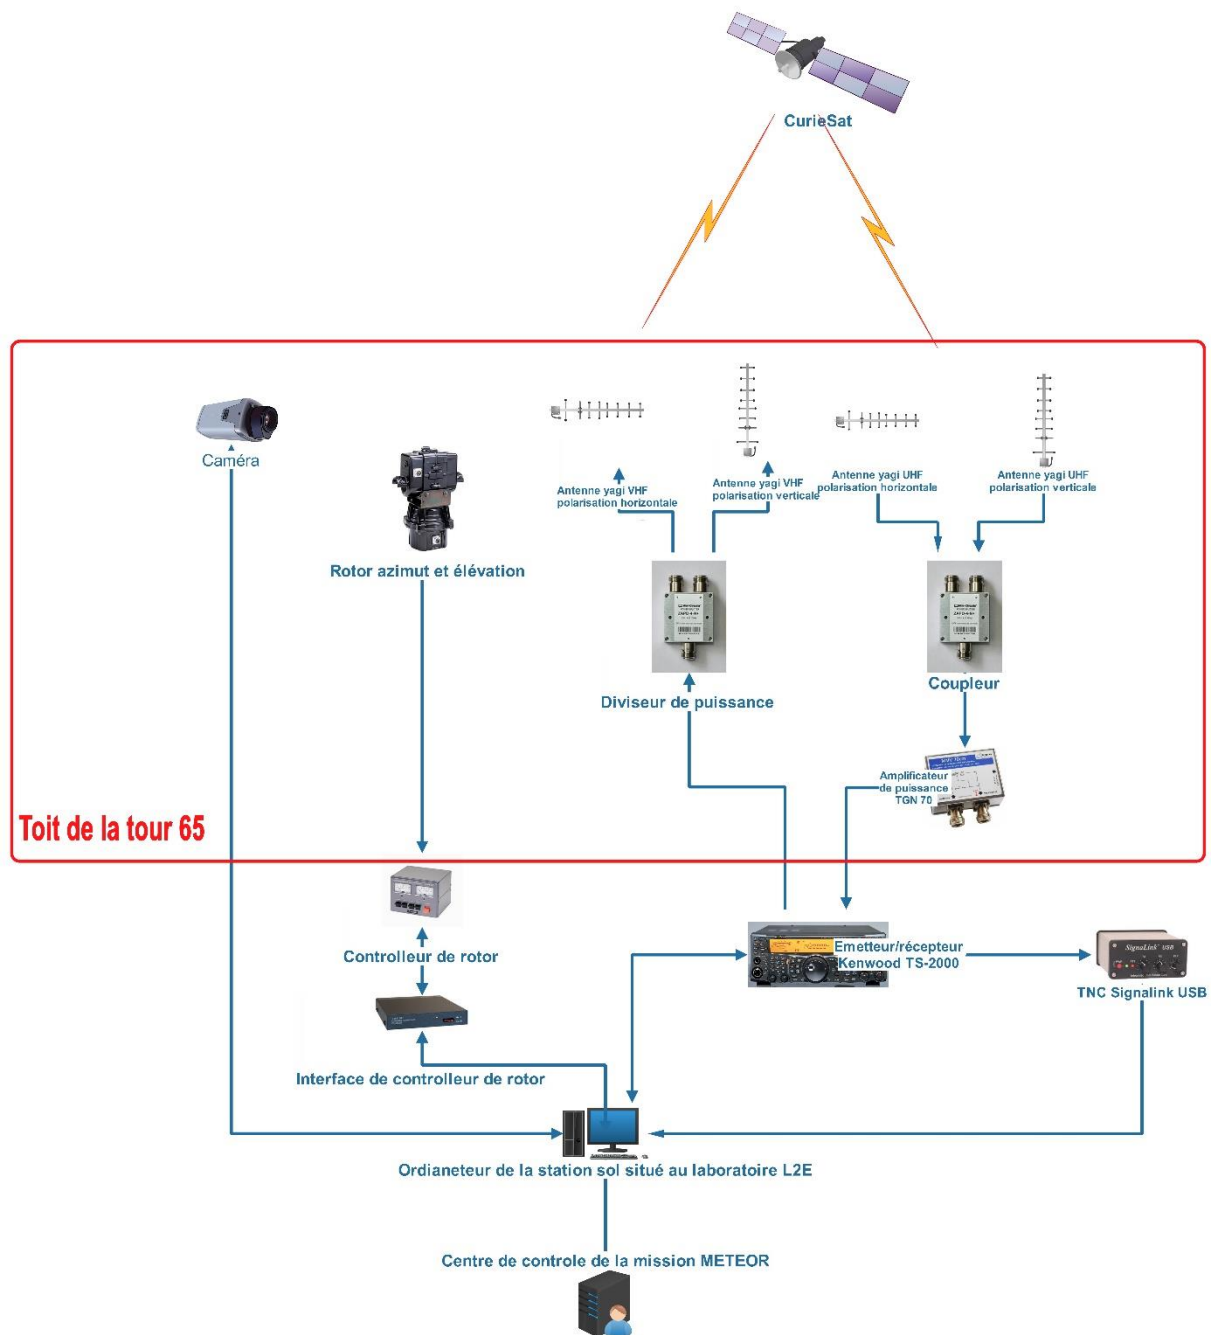 CurieSat
Caméra
Rotor azimut et élévation
Antenne yagi VHF
polarisation horizontale
Antenne yagi VHF
polarisation verticale
Antenne yagi UHF
polarisation horizontale
Antenne yagi UHF
polarisation verticale
Diviseur de puissance
Coupleur
Amplificateur
de puissance
TGN 70
Toit de la tour 65
Controlleur de rotor
Interface de controlleur de rotor
Emetteur/récepteur
Kenwood TS-2000
SignaLink USB
TNC Signalink USB
Ordianeteur de la station sol situé au laboratoire L2E
Centre de controle de la mission METEOR